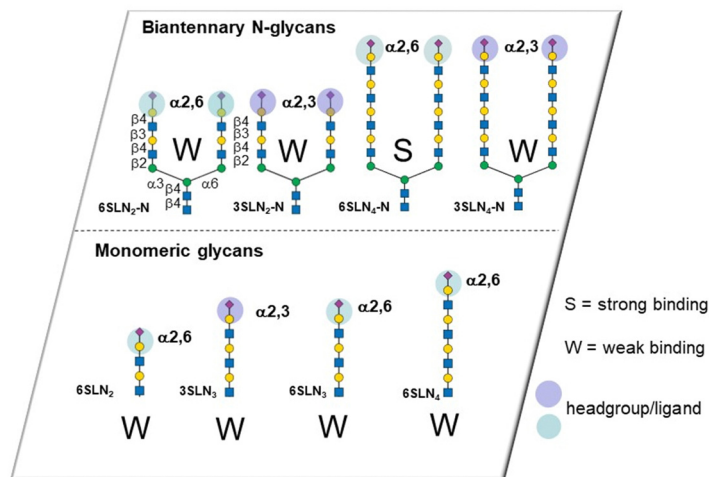 Biantennary N-glycans
α2,6 α2,3 α2,6 α2,3
β4 β4
β3 β3
β4 β4
β2 β2
W W S W
α3 β4 α6
β4
6SLN₂-N 3SLN₂-N 6SLN₄-N 3SLN₄-N
Monomeric glycans
α2,6 α2,3 α2,6 α2,6
6SLN₂ 3SLN₃ 6SLN₃ 6SLN₄
W W W W
S = strong binding
W = weak binding
headgroup/ligand